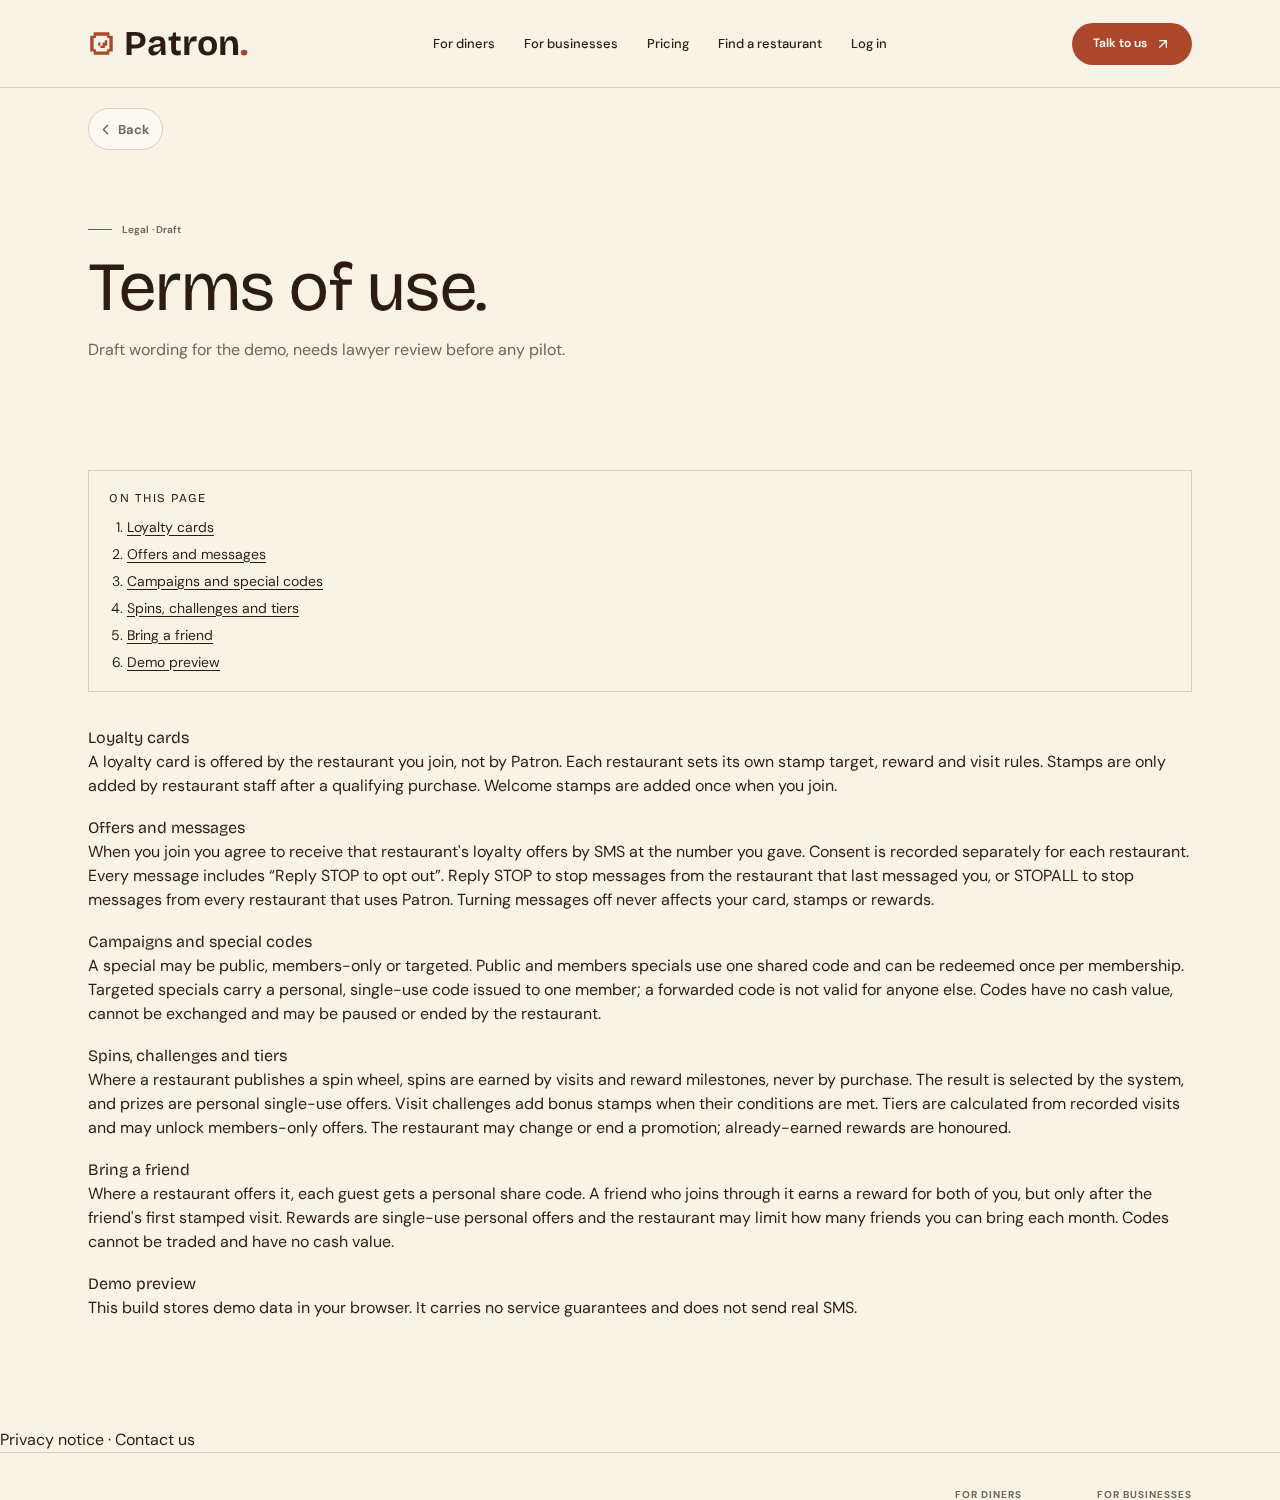 Patron.
For diners
For businesses
Pricing
Find a restaurant
Log in
Talk to us
Back
Legal · Draft
Terms of use.
Draft wording for the demo, needs lawyer review before any pilot.
ON THIS PAGE
1. Loyalty cards
2. Offers and messages
3. Campaigns and special codes
4. Spins, challenges and tiers
5. Bring a friend
6. Demo preview
Loyalty cards
A loyalty card is offered by the restaurant you join, not by Patron. Each restaurant sets its own stamp target, reward and visit rules. Stamps are only
added by restaurant staff after a qualifying purchase. Welcome stamps are added once when you join.
Offers and messages
When you join you agree to receive that restaurant's loyalty offers by SMS at the number you gave. Consent is recorded separately for each restaurant.
Every message includes “Reply STOP to opt out”. Reply STOP to stop messages from the restaurant that last messaged you, or STOPALL to stop
messages from every restaurant that uses Patron. Turning messages off never affects your card, stamps or rewards.
Campaigns and special codes
A special may be public, members-only or targeted. Public and members specials use one shared code and can be redeemed once per membership.
Targeted specials carry a personal, single-use code issued to one member; a forwarded code is not valid for anyone else. Codes have no cash value,
cannot be exchanged and may be paused or ended by the restaurant.
Spins, challenges and tiers
Where a restaurant publishes a spin wheel, spins are earned by visits and reward milestones, never by purchase. The result is selected by the system,
and prizes are personal single-use offers. Visit challenges add bonus stamps when their conditions are met. Tiers are calculated from recorded visits
and may unlock members-only offers. The restaurant may change or end a promotion; already-earned rewards are honoured.
Bring a friend
Where a restaurant offers it, each guest gets a personal share code. A friend who joins through it earns a reward for both of you, but only after the
friend's first stamped visit. Rewards are single-use personal offers and the restaurant may limit how many friends you can bring each month. Codes
cannot be traded and have no cash value.
Demo preview
This build stores demo data in your browser. It carries no service guarantees and does not send real SMS.
Privacy notice · Contact us
FOR DINERS
FOR BUSINESSES